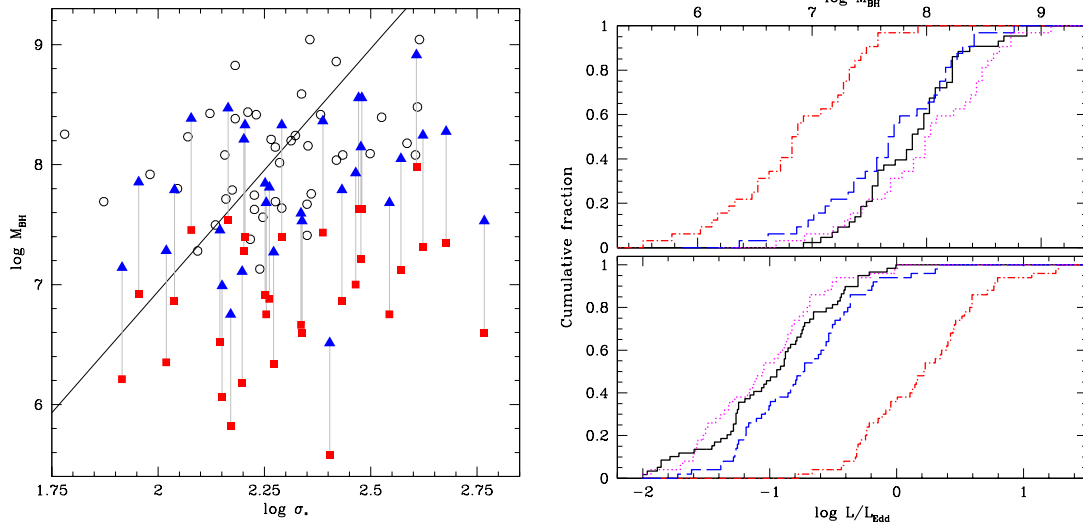 9
8
7
6
log M_BH
1.75 2 2.25 2.5 2.75
log σ*
log M_BH
6 7 8 9
1
0.8
0.6
0.4
0.2
0
Cumulative fraction
1
0.8
0.6
0.4
0.2
0
-2 -1 0 1
log L/L_Edd